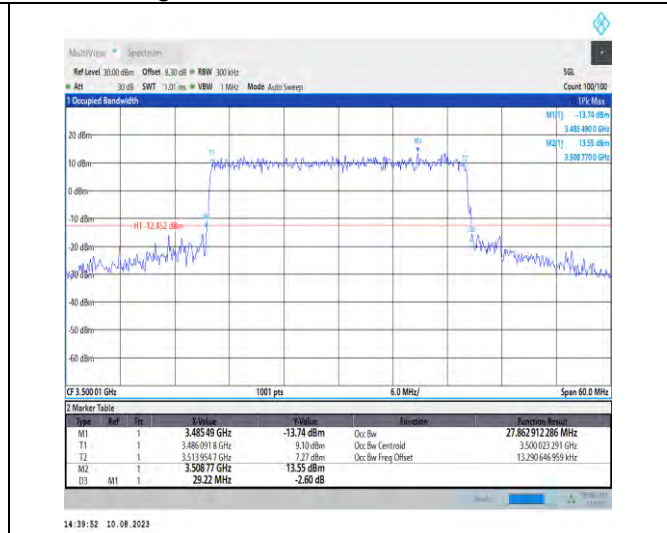 MultiView Spectrum
Ref Level 30.00 dBm Offset 8.30 dB RBW 300 kHz SGL
Att 30 dB SWT 1.01 ms VBW 1 MHz Mode Auto Sweep Count 100/100
1 Occupied Bandwidth 1Pk Max
M1[1] -13.74 dBm
3.485 490 0 GHz
M2[1] 13.55 dBm
3.508 770 0 GHz
20 dBm
10 dBm
0 dBm
-10 dBm
H1 -12.452 dBm
-20 dBm
-30 dBm
-40 dBm
-50 dBm
-60 dBm
T1
M2
CF 3.500 01 GHz 1001 pts 6.0 MHz/ Span 60.0 MHz
2 Marker Table
Type Ref Trc X-Value Y-Value Function Function Result
M1 1 3.485 49 GHz -13.74 dBm Occ Bw 27.862 912 286 MHz
T1 1 3.486 091 8 GHz 9.10 dBm Occ Bw Centroid 3.500 023 291 GHz
T2 1 3.513 954 7 GHz 7.27 dBm Occ Bw Freq Offset 13.290 646 959 kHz
M2 1 3.508 77 GHz 13.55 dBm
D3 M1 1 29.22 MHz -2.60 dB
14:39:52 10.08.2023